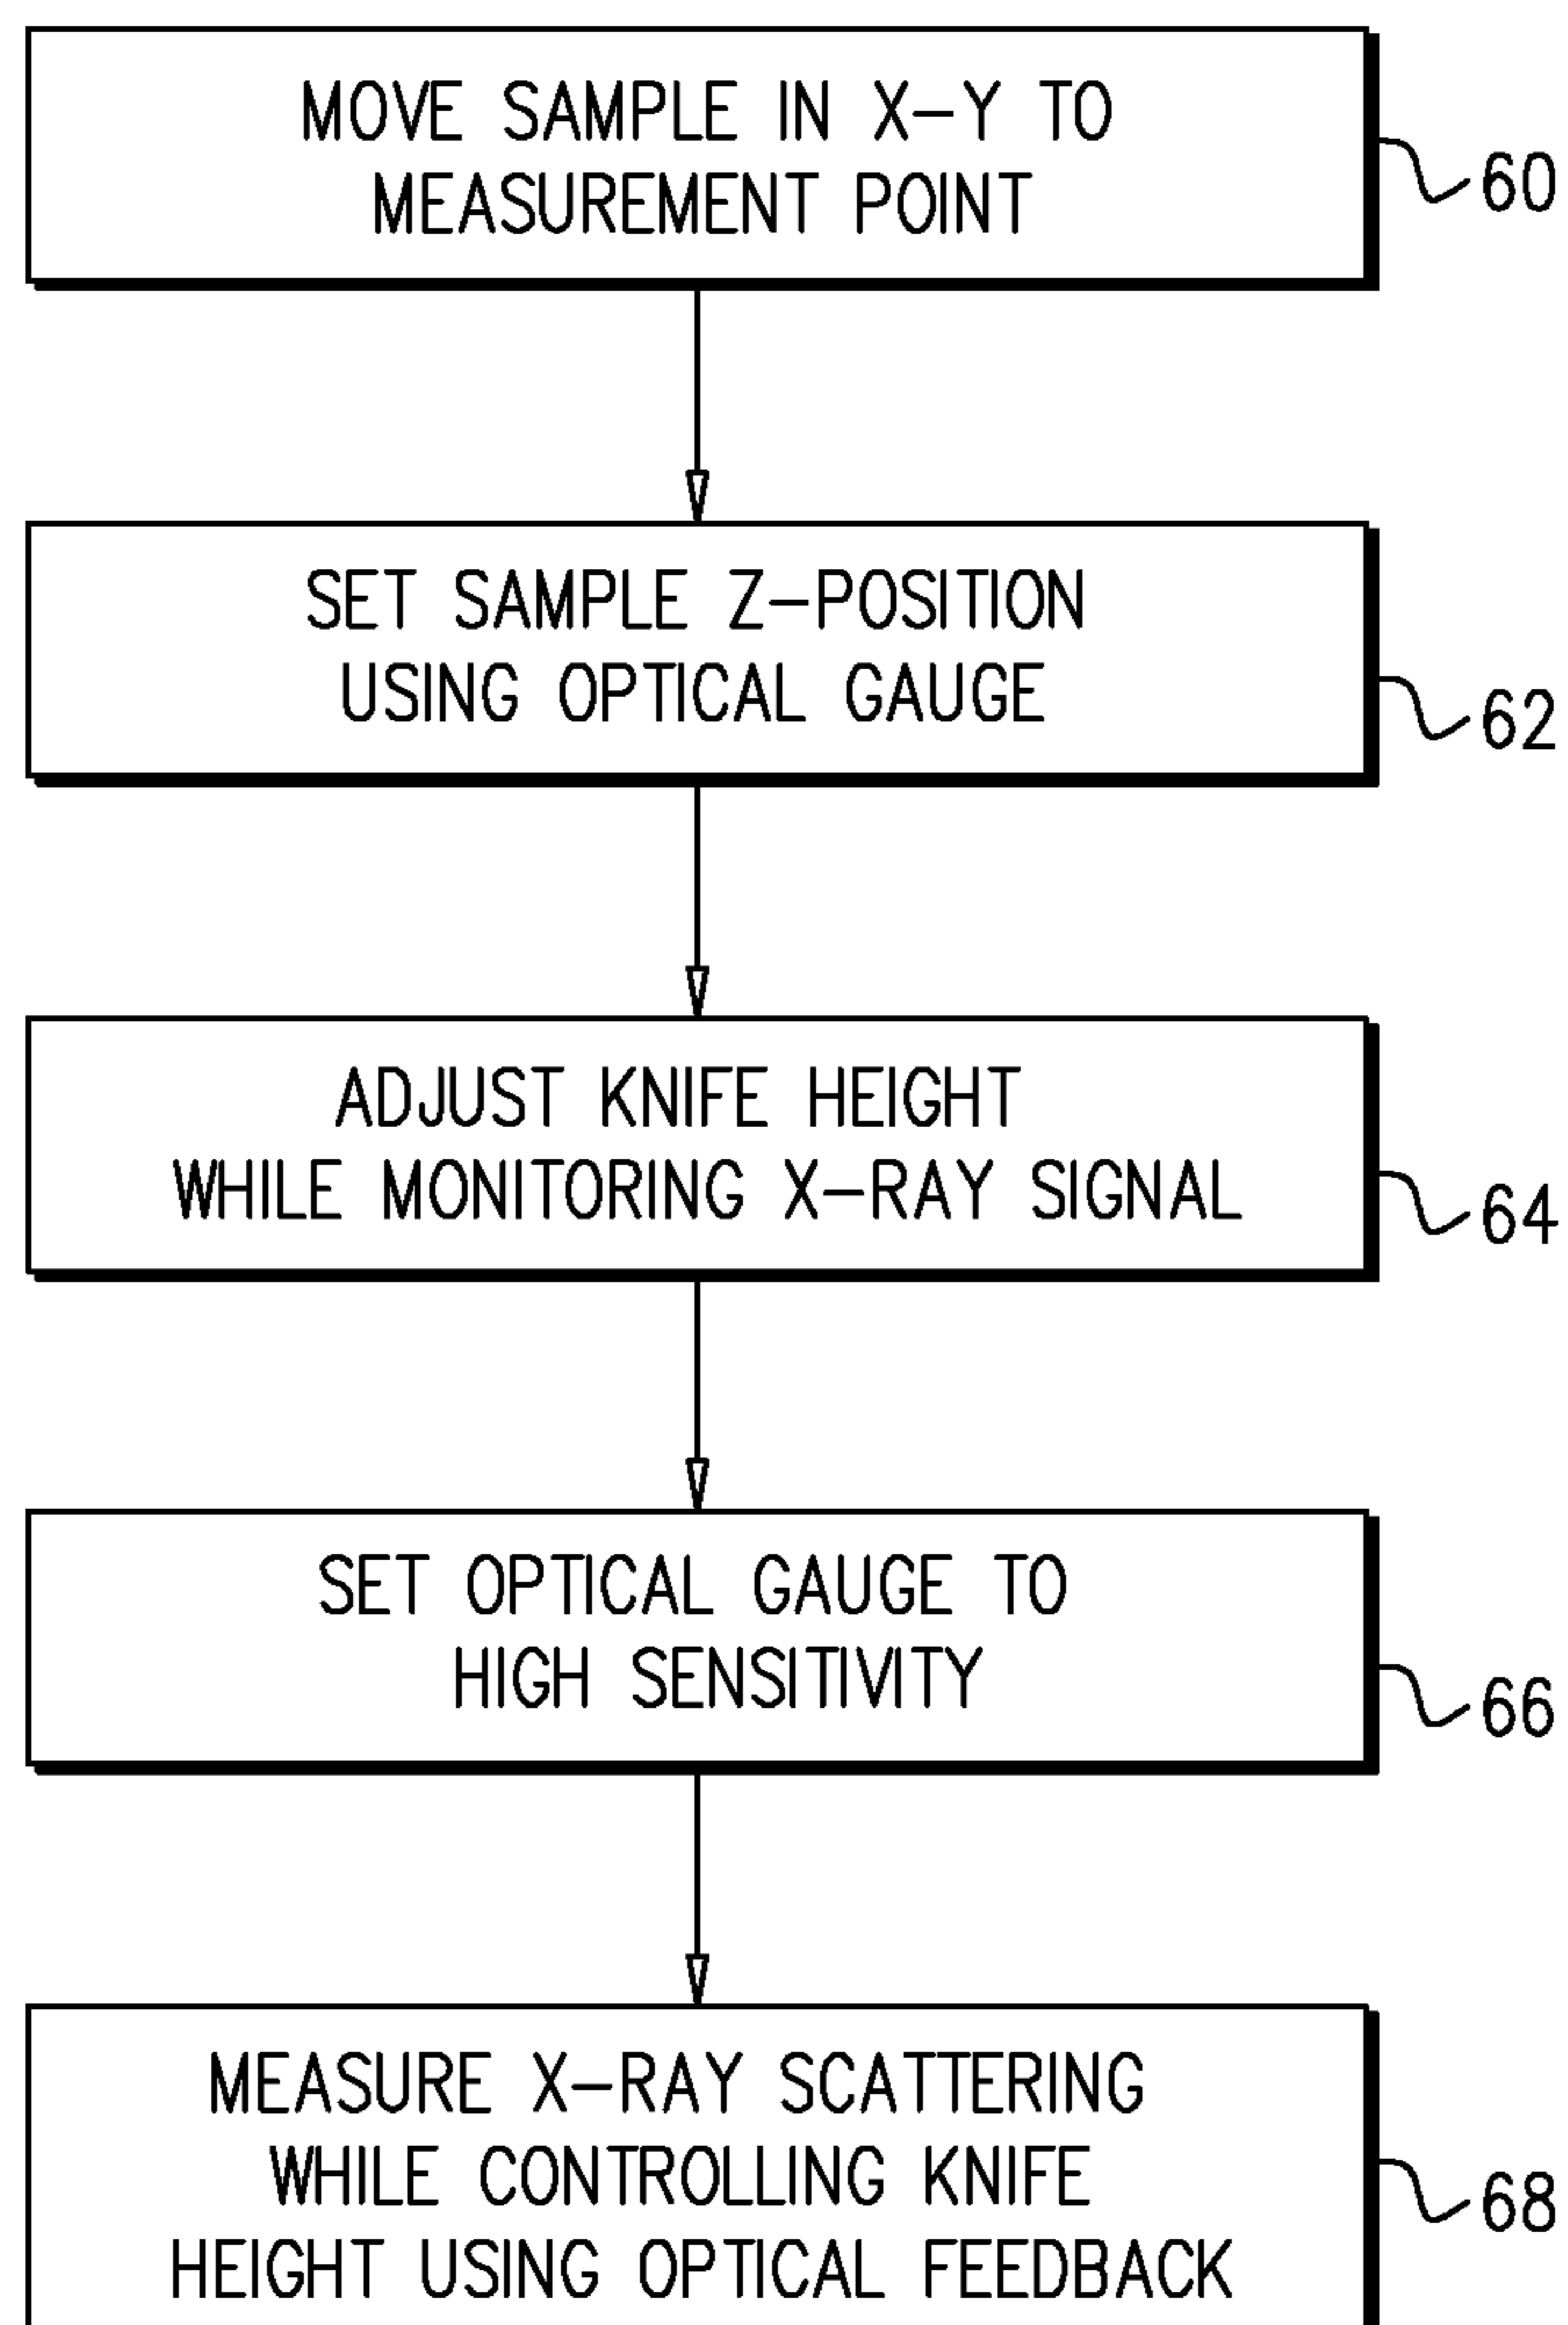 MOVE SAMPLE IN X-Y TO
MEASUREMENT POINT
60
SET SAMPLE Z-POSITION
USING OPTICAL GAUGE
62
ADJUST KNIFE HEIGHT
WHILE MONITORING X-RAY SIGNAL
64
SET OPTICAL GAUGE TO
HIGH SENSITIVITY
66
MEASURE X-RAY SCATTERING
WHILE CONTROLLING KNIFE
HEIGHT USING OPTICAL FEEDBACK
68